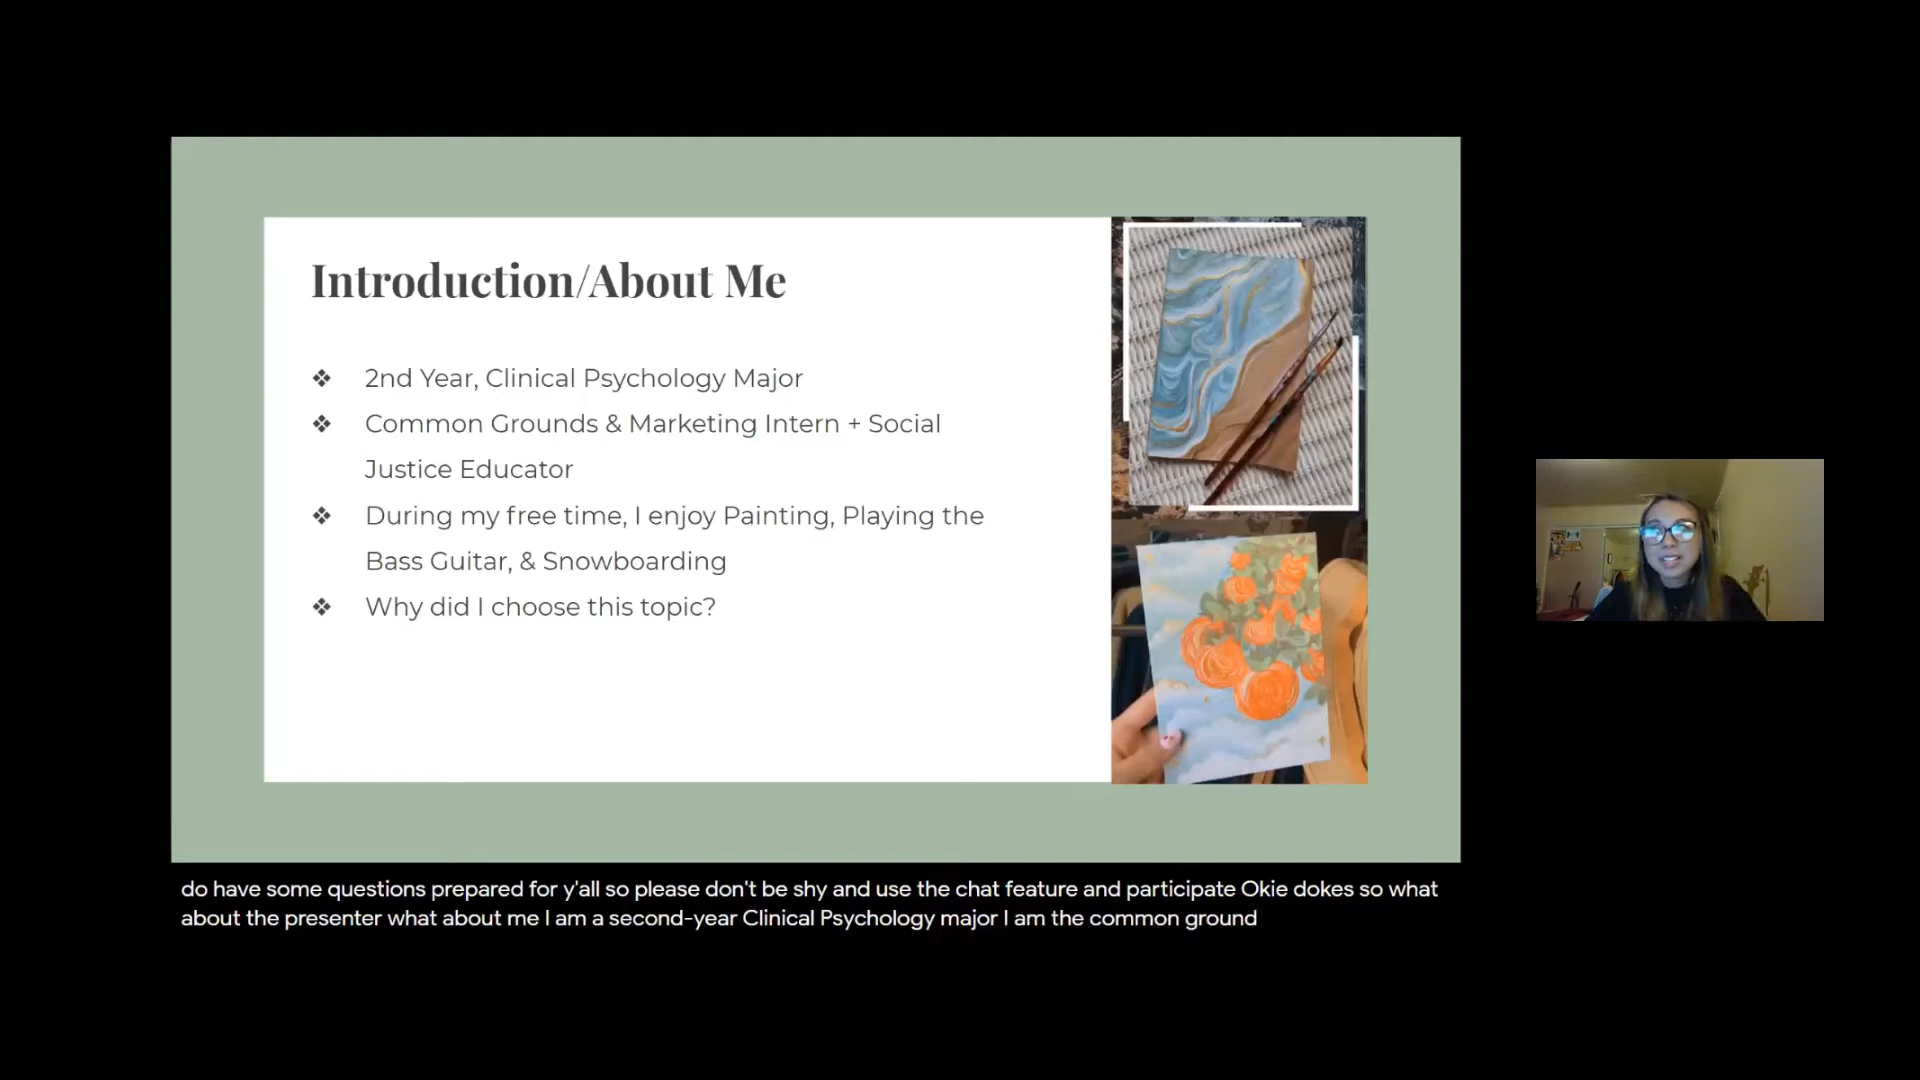 Introduction/About Me
❖ 2nd Year, Clinical Psychology Major
❖ Common Grounds & Marketing Intern + Social
Justice Educator
❖ During my free time, I enjoy Painting, Playing the
Bass Guitar, & Snowboarding
❖ Why did I choose this topic?
do have some questions prepared for y'all so please don't be shy and use the chat feature and participate Okie dokes so what
about the presenter what about me I am a second-year Clinical Psychology major I am the common ground